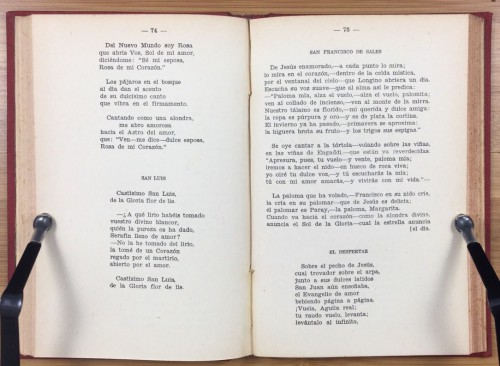 — 74 —
Del Nuevo Mundo soy Rosa
que abrís Vos, Sol de mi amor,
diciéndome: "Sé mi esposa,
Rosa de mi Corazón."
Los pájaros en el bosque
al día dan el acento
de su dulcísimo canto
que vibra en el firmamento.
Cantando como una alondra,
me abro amorosa
hacia el Astro del amor,
que: "Ven—me dice—dulce esposa,
Rosa de mi Corazón."
SAN LUIS
Castísimo San Luis,
de la Gloria flor de lis.
—¿A qué lirio habéis tomado
vuestro divino blancor,
quién la pureza os ha dado,
Serafín lleno de amor?
—No la he tomado del lirio,
la tomé de un Corazón
regado por el martirio,
abierto por el amor.
Castísimo San Luis,
de la Gloria flor de lis.
— 75 —
SAN FRANCISCO DE SALES
De Jesús enamorado,—a cada punto lo mira;
lo mira en el corazón,—dentro de la celda mística,
por el ventanal del cielo—que Longino abriera un día.
Escucha su voz suave—que al alma así le predica:
—"Paloma mía, alza el vuelo,—alza el vuelo, palomita;
ven al collado de incienso,—ven al monte de la mirra.
Nuestro tálamo es florido,—mi querida y dulce amiga;
la copa es púrpura y oro—y es de plata la cortina.
El invierno ya ha pasado,—primavera se aproxima;
la higuera brota su fruto—y los trigos sus espigas."
Se oye cantar a la tórtola—volando sobre las viñas,
en las viñas de Engaddi,—que están ya reverdecidas
"Apresura, pues, tu vuelo—y vente, paloma mía;
iremos a hacer el nido—en hueco de roca viva;
yo oiré tu dulce voz,—y tú escucharás la mía;
tú con mi amor amarás,—y vivirás con mi vida."—
La paloma que ha volado,—Francisco en su nido cría,
la cría en su palomar—que de Jesús es delicia;
el palomar es Paray,—la paloma, Margarita.
Cuando va hacia el corazón—como la alondra divina,
anuncia el Sol de la Gloria—cual la estrella anuncia
[el día.
EL DESPERTAR
Sobre el pecho de Jesús,
cual trovador sobre el arpa,
junto a sus dulces latidos
San Juan aún ensoñaba,
el Evangelio de amor
bebiendo página a página.
¡Vuela, Aguila real;
tu raudo vuelo, levanta;
levántalo al infinito,